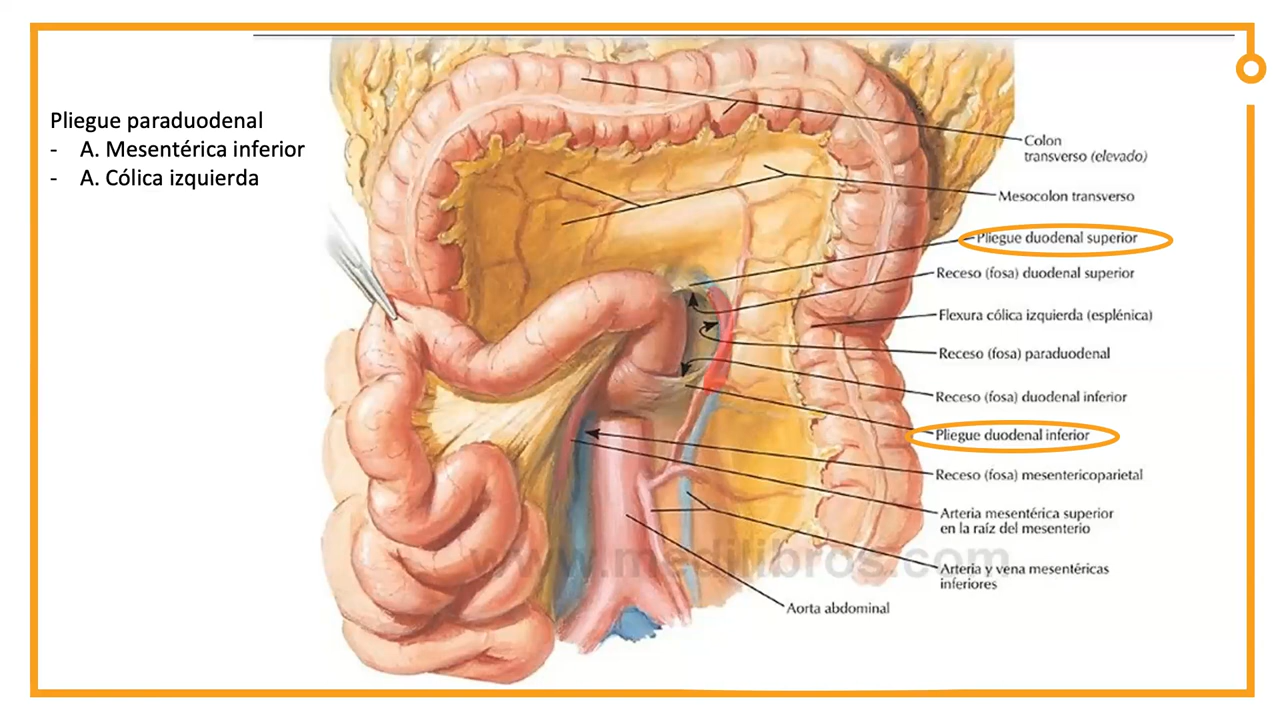 Pliegue paraduodenal
- A. Mesentérica inferior
- A. Cólica izquierda
Colon
transverso (elevado)
Mesocolon transverso
Pliegue duodenal superior
Receso (fosa) duodenal superior
Flexura cólica izquierda (esplénica)
Receso (fosa) paraduodenal
Receso (fosa) duodenal inferior
Pliegue duodenal inferior
Receso (fosa) mesentericoparietal
Arteria mesentérica superior
en la raíz del mesenterio
Arteria y vena mesentéricas
inferiores
Aorta abdominal
www.medilibros.com